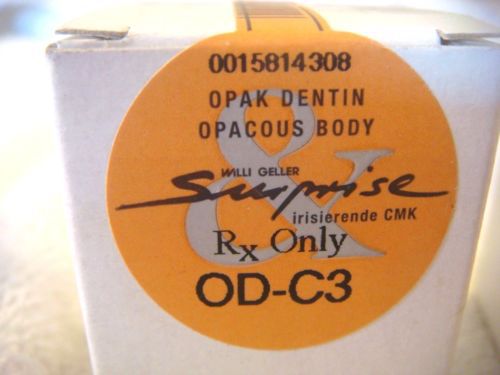 0015814308
OPAK DENTIN
OPACOUS BODY
&
WILLI GELLER
Surprise
irisierende CMK
Rx Only
OD-C3